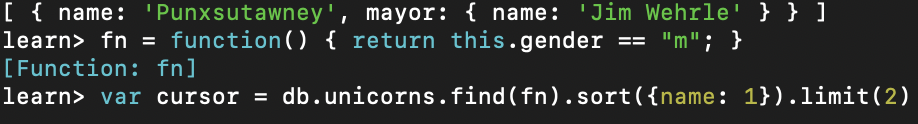 [ { name: 'Punxsutawney', mayor: { name: 'Jim Wehrle' } } ]
learn> fn = function() { return this.gender == "m"; }
[Function: fn]
learn> var cursor = db.unicorns.find(fn).sort({name: 1}).limit(2)